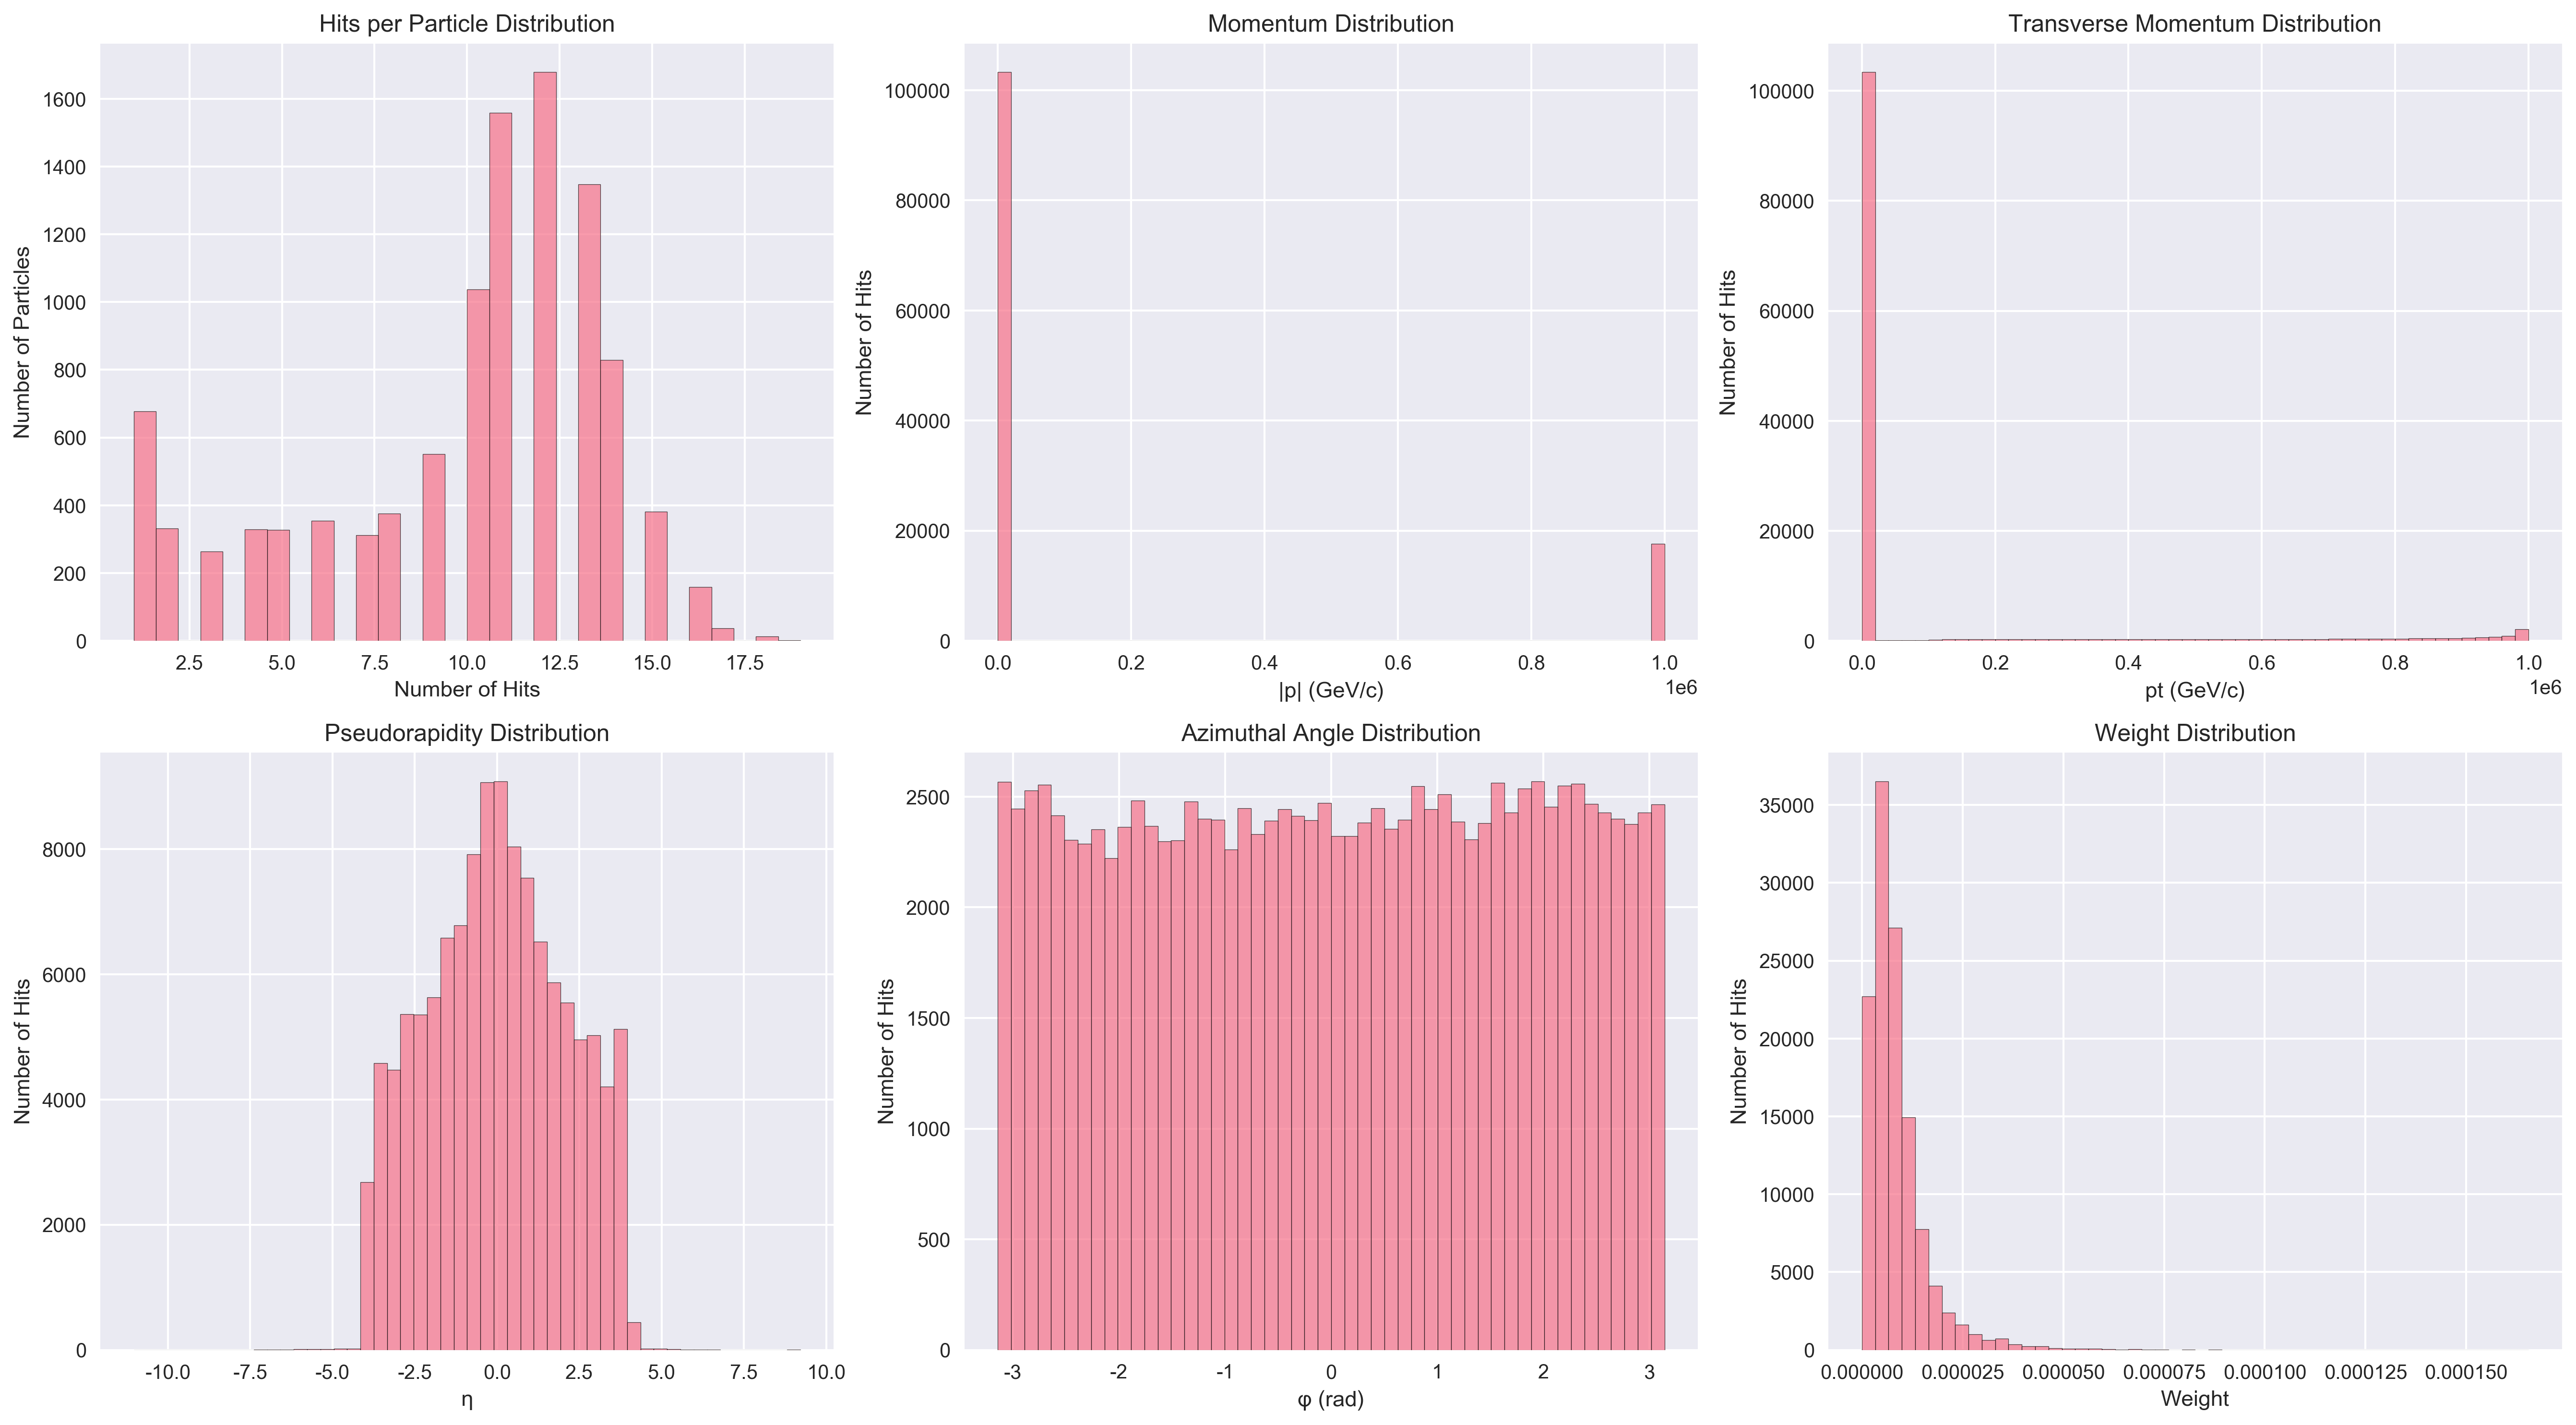 Hits per Particle Distribution
Number of Particles
1600
1400
1200
1000
800
600
400
200
0
2.5 5.0 7.5 10.0 12.5 15.0 17.5
Number of Hits
Momentum Distribution
Number of Hits
100000
80000
60000
40000
20000
0
0.0 0.2 0.4 0.6 0.8 1.0
1e6
|p| (GeV/c)
Transverse Momentum Distribution
Number of Hits
100000
80000
60000
40000
20000
0
0.0 0.2 0.4 0.6 0.8 1.0
1e6
pt (GeV/c)
Pseudorapidity Distribution
Number of Hits
8000
6000
4000
2000
0
-10.0 -7.5 -5.0 -2.5 0.0 2.5 5.0 7.5 10.0
η
Azimuthal Angle Distribution
Number of Hits
2500
2000
1500
1000
500
0
-3 -2 -1 0 1 2 3
φ (rad)
Weight Distribution
Number of Hits
35000
30000
25000
20000
15000
10000
5000
0
0.000000 0.000025 0.000050 0.000075 0.000100 0.000125 0.000150
Weight